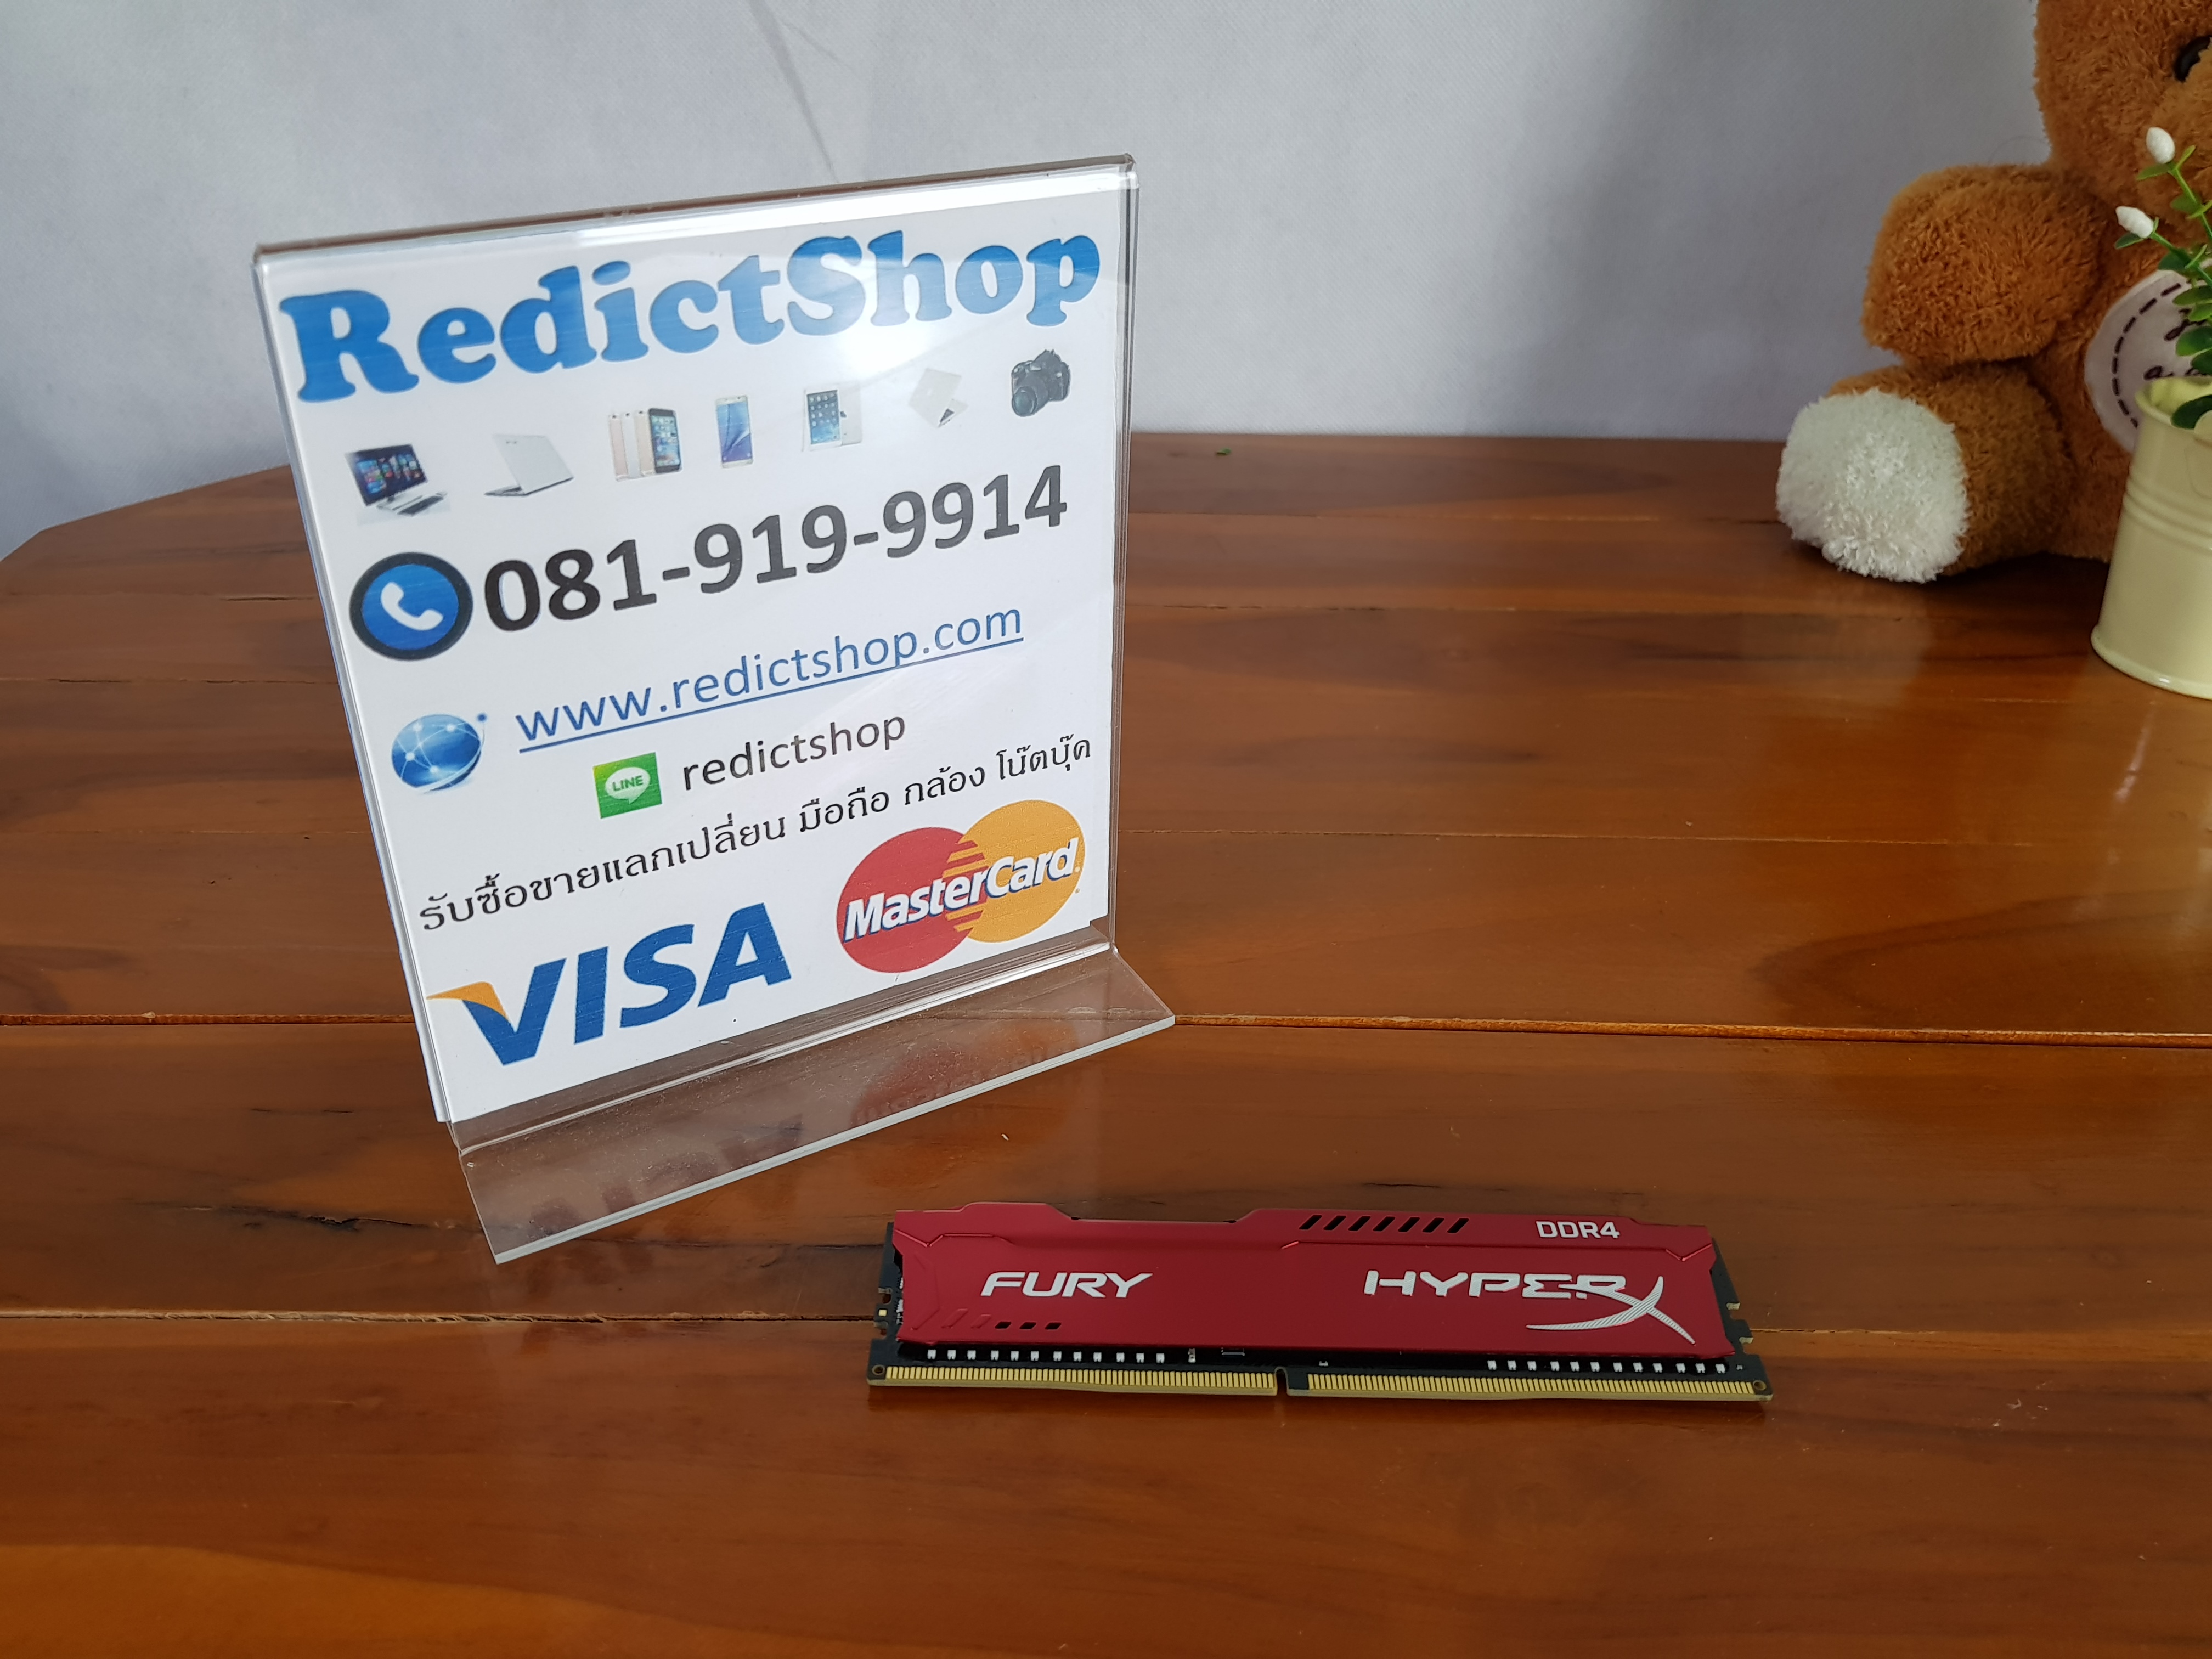 RedictShop
081-919-9914
www.redictshop.com
LINE redictshop
รับซื้อขายแลกเปลี่ยน มือถือ กล้อง โน๊ตบุ๊ค
VISA MasterCard
DDR4
FURY HYPERX